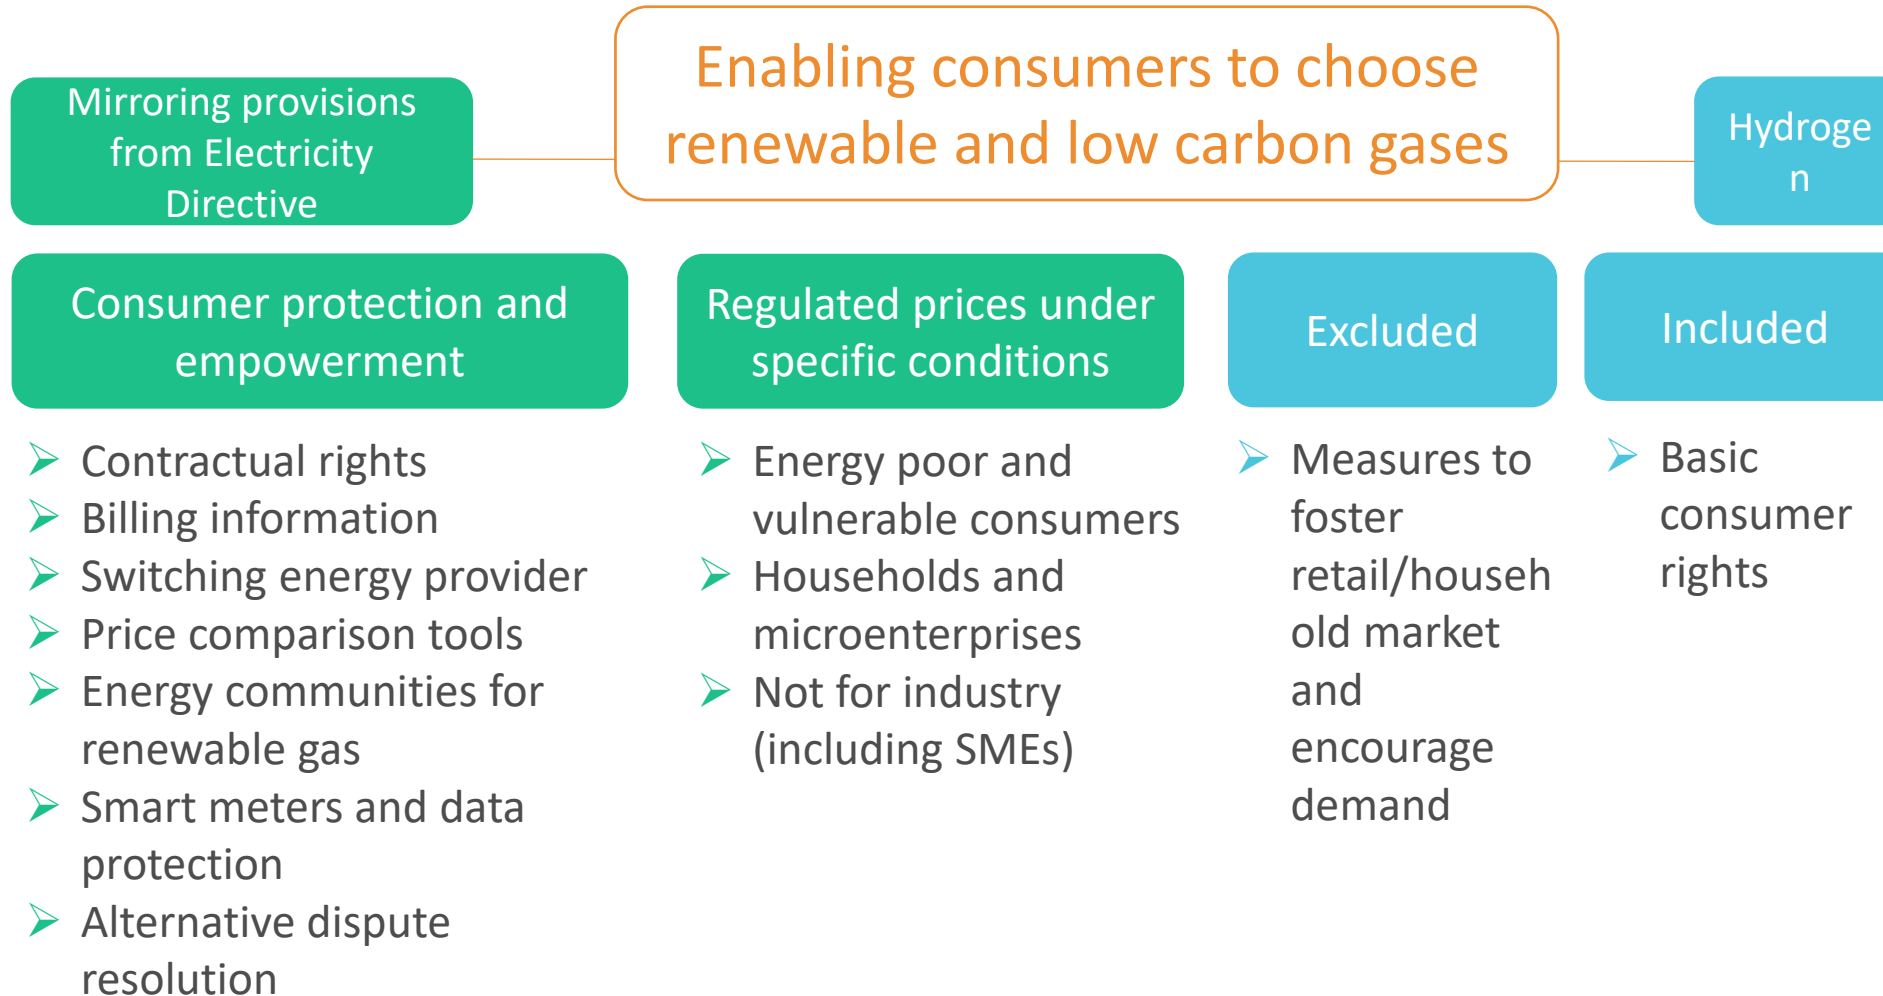 Enabling consumers to choose
renewable and low carbon gases
Mirroring provisions
from Electricity
Directive
Hydroge
n
Consumer protection and
empowerment
Contractual rights
Billing information
Switching energy provider
Price comparison tools
Energy communities for
renewable gas
Smart meters and data
protection
Alternative dispute
resolution
Regulated prices under
specific conditions
Energy poor and
vulnerable consumers
Households and
microenterprises
Not for industry
(including SMEs)
Excluded
Measures to
foster
retail/househ
old market
and
encourage
demand
Included
Basic
consumer
rights